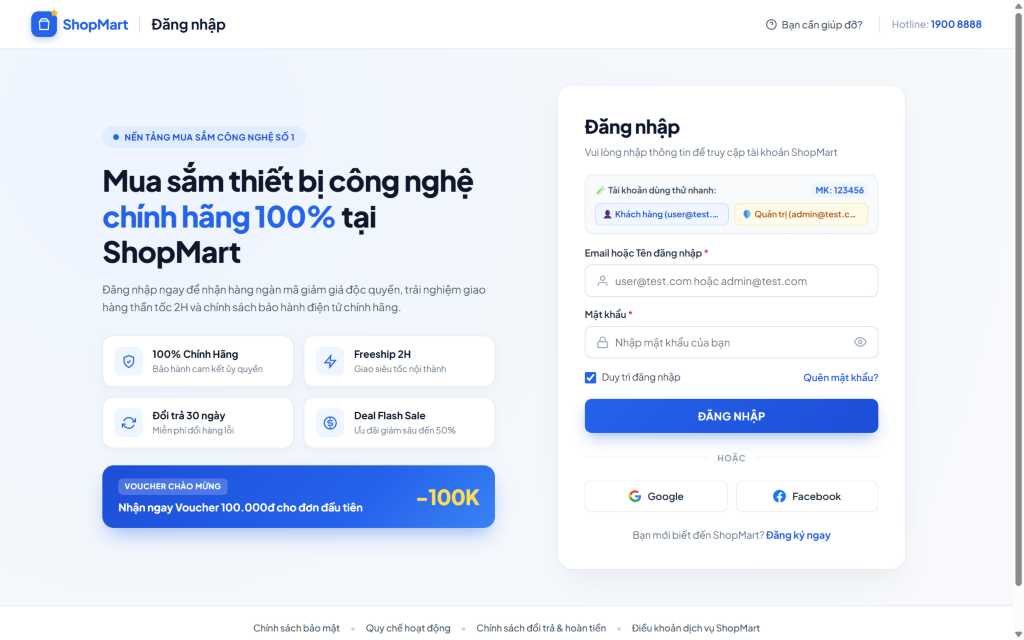 ShopMart
Đăng nhập
Bạn cần giúp đỡ?
Hotline: 1900 8888
NỀN TẢNG MUA SẮM CÔNG NGHỆ SỐ 1
Mua sắm thiết bị công nghệ
chính hãng 100% tại
ShopMart
Đăng nhập ngay để nhận hàng ngàn mã giảm giá độc quyền, trải nghiệm giao
hàng thần tốc 2H và chính sách bảo hành điện tử chính hãng.
100% Chính Hãng
Bảo hành cam kết ủy quyền
Freeship 2H
Giao siêu tốc nội thành
Đổi trả 30 ngày
Miễn phí đổi hàng lỗi
Deal Flash Sale
Ưu đãi giảm sâu đến 50%
VOUCHER CHÀO MỪNG
Nhận ngay Voucher 100.000đ cho đơn đầu tiên
-100K
Đăng nhập
Vui lòng nhập thông tin để truy cập tài khoản ShopMart
Tài khoản dùng thử nhanh:
MK: 123456
Khách hàng (user@test....
Quản trị (admin@test.c...
Email hoặc Tên đăng nhập *
user@test.com hoặc admin@test.com
Mật khẩu *
Nhập mật khẩu của bạn
Duy trì đăng nhập
Quên mật khẩu?
ĐĂNG NHẬP
HOẶC
Google
Facebook
Bạn mới biết đến ShopMart? Đăng ký ngay
Chính sách bảo mật
Quy chế hoạt động
Chính sách đổi trả & hoàn tiền
Điều khoản dịch vụ ShopMart